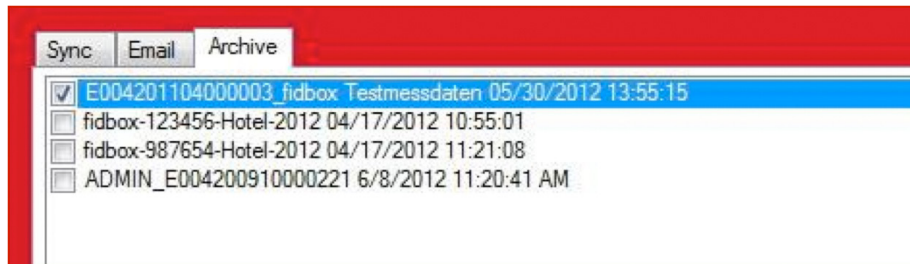 Sync Email Archive
E004201104000003_fidbox Testmessdaten 05/30/2012 13:55:15
fidbox-123456-Hotel-2012 04/17/2012 10:55:01
fidbox-987654-Hotel-2012 04/17/2012 11:21:08
ADMIN_E004200910000221 6/8/2012 11:20:41 AM